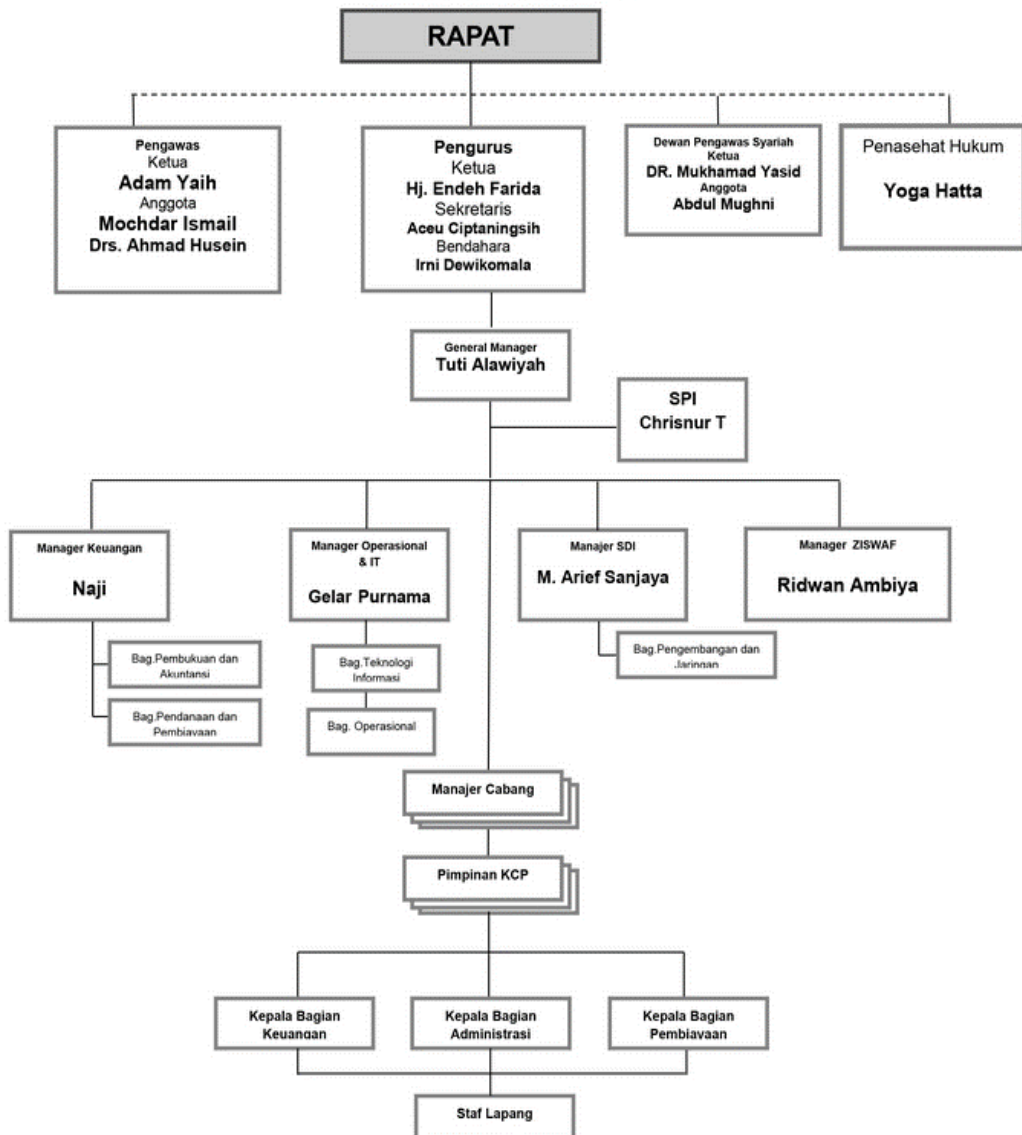 RAPAT
Pengawas
Ketua
Adam Yaih
Anggota
Mochdar Ismail
Drs. Ahmad Husein
Pengurus
Ketua
Hj. Endeh Farida
Sekretaris
Aceu Ciptaningsih
Bendahara
Irni Dewikomala
Dewan Pengawas Syariah
Ketua
DR. Mukhamad Yasid
Anggota
Abdul Mughni
Penasehat Hukum
Yoga Hatta
General Manager
Tuti Alawiyah
SPI
Chrisnur T
Manager Keuangan
Naji
Manager Operasional
& IT
Gelar Purnama
Manajer SDI
M. Arief Sanjaya
Manager ZISWAF
Ridwan Ambiya
Bag.Pembukuan dan
Akuntansi
Bag.Pendanaan dan
Pembiayaan
Bag.Teknologi
Informasi
Bag. Operasional
Bag.Pengembangan dan
Jaringan
Manajer Cabang
Pimpinan KCP
Kepala Bagian
Keuangan
Kepala Bagian
Administrasi
Kepala Bagian
Pembiayaan
Staf Lapang